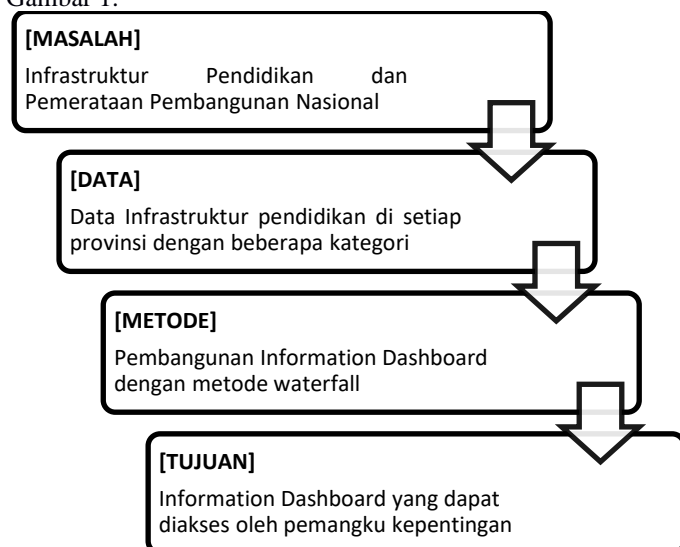 Gambar 1.
[MASALAH]
Infrastruktur Pendidikan dan
Pemerataan Pembangunan Nasional
[DATA]
Data Infrastruktur pendidikan di setiap
provinsi dengan beberapa kategori
[METODE]
Pembangunan Information Dashboard
dengan metode waterfall
[TUJUAN]
Information Dashboard yang dapat
diakses oleh pemangku kepentingan